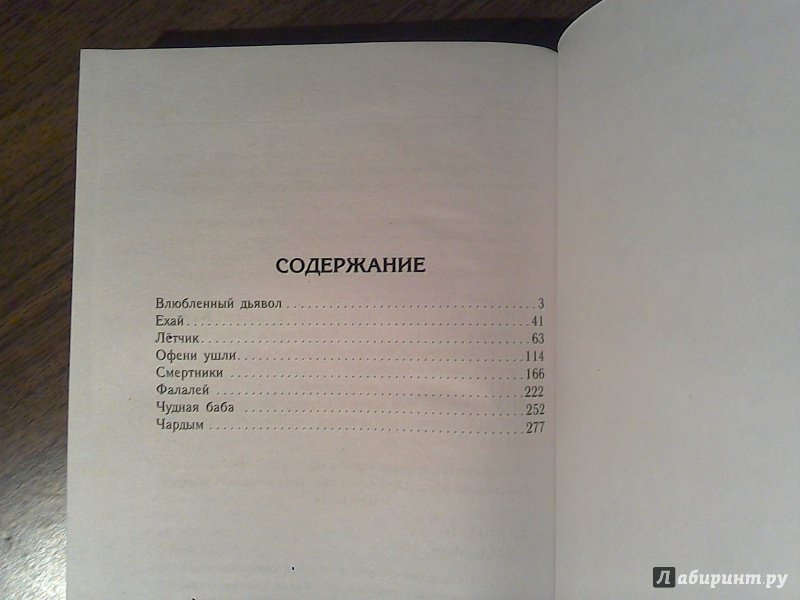 СОДЕРЖАНИЕ
Влюбленный дьявол ........................................ 3
Ехай ........................................ 41
Лётчик ........................................ 63
Офени ушли ........................................ 114
Смертники ........................................ 166
Фалалей ........................................ 222
Чудная баба ........................................ 252
Чардым ........................................ 277
Лабиринт.ру